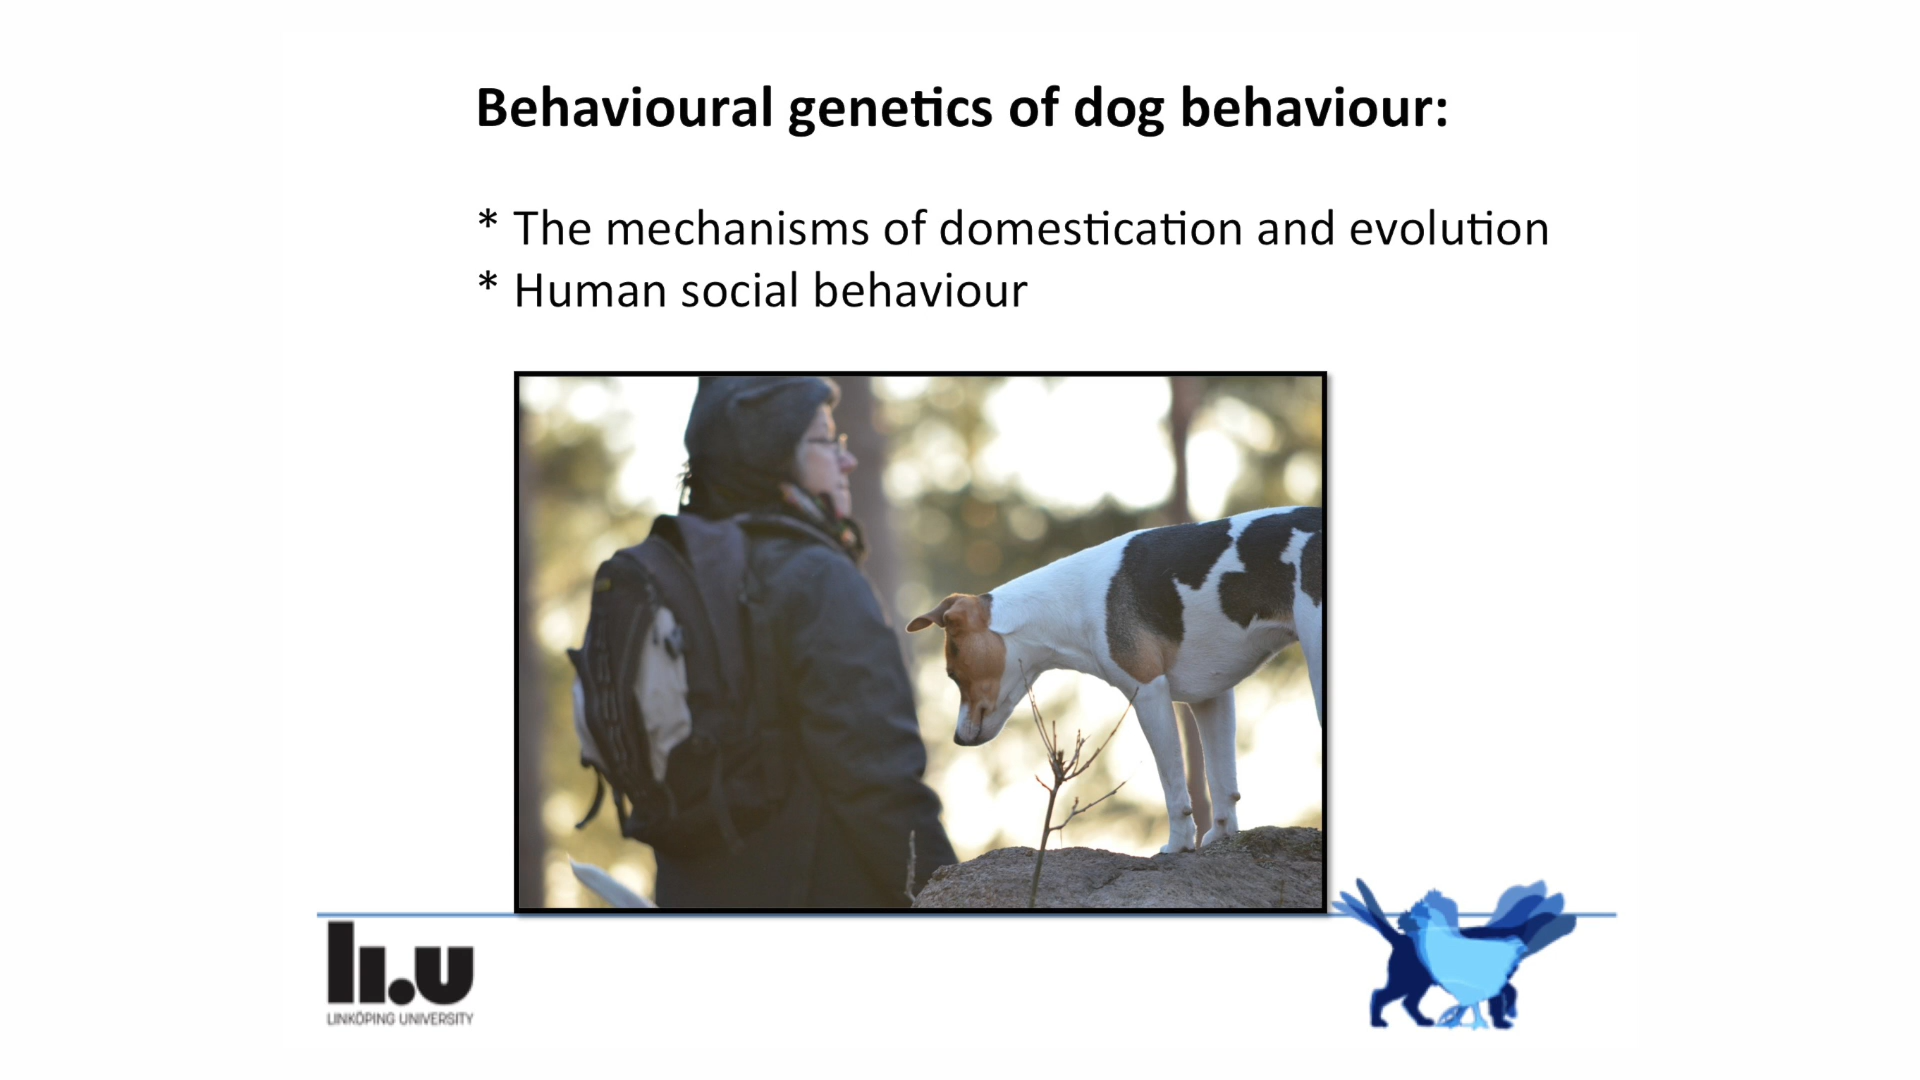 Behavioural genetics of dog behaviour:
* The mechanisms of domestication and evolution
* Human social behaviour
li.u
LINKÖPING UNIVERSITY